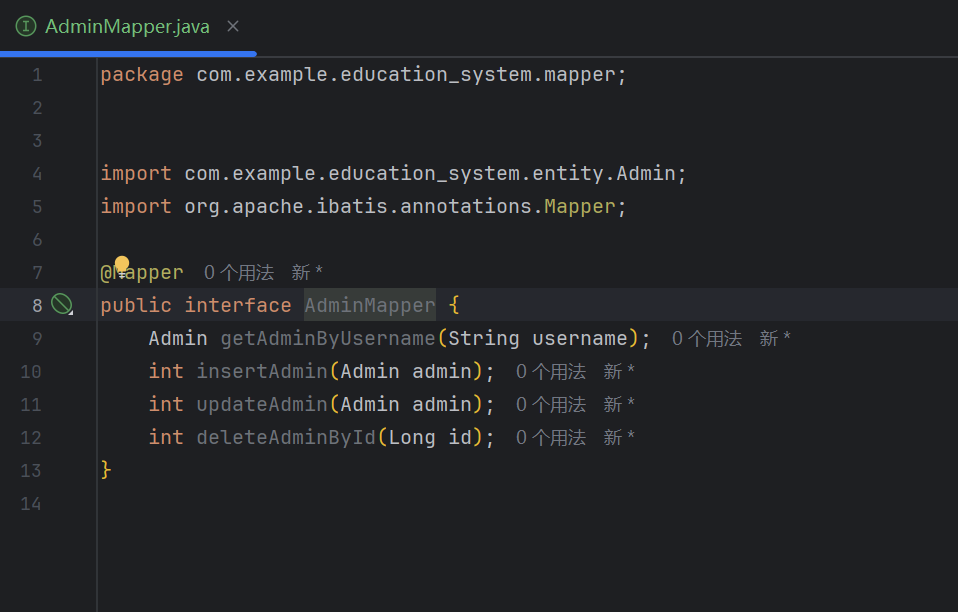 AdminMapper.java
1 package com.example.education_system.mapper;
2
3
4 import com.example.education_system.entity.Admin;
5 import org.apache.ibatis.annotations.Mapper;
6
7 @Mapper 0 个用法 新 *
8 public interface AdminMapper {
9 Admin getAdminByUsername(String username); 0 个用法 新 *
10 int insertAdmin(Admin admin); 0 个用法 新 *
11 int updateAdmin(Admin admin); 0 个用法 新 *
12 int deleteAdminById(Long id); 0 个用法 新 *
13 }
14